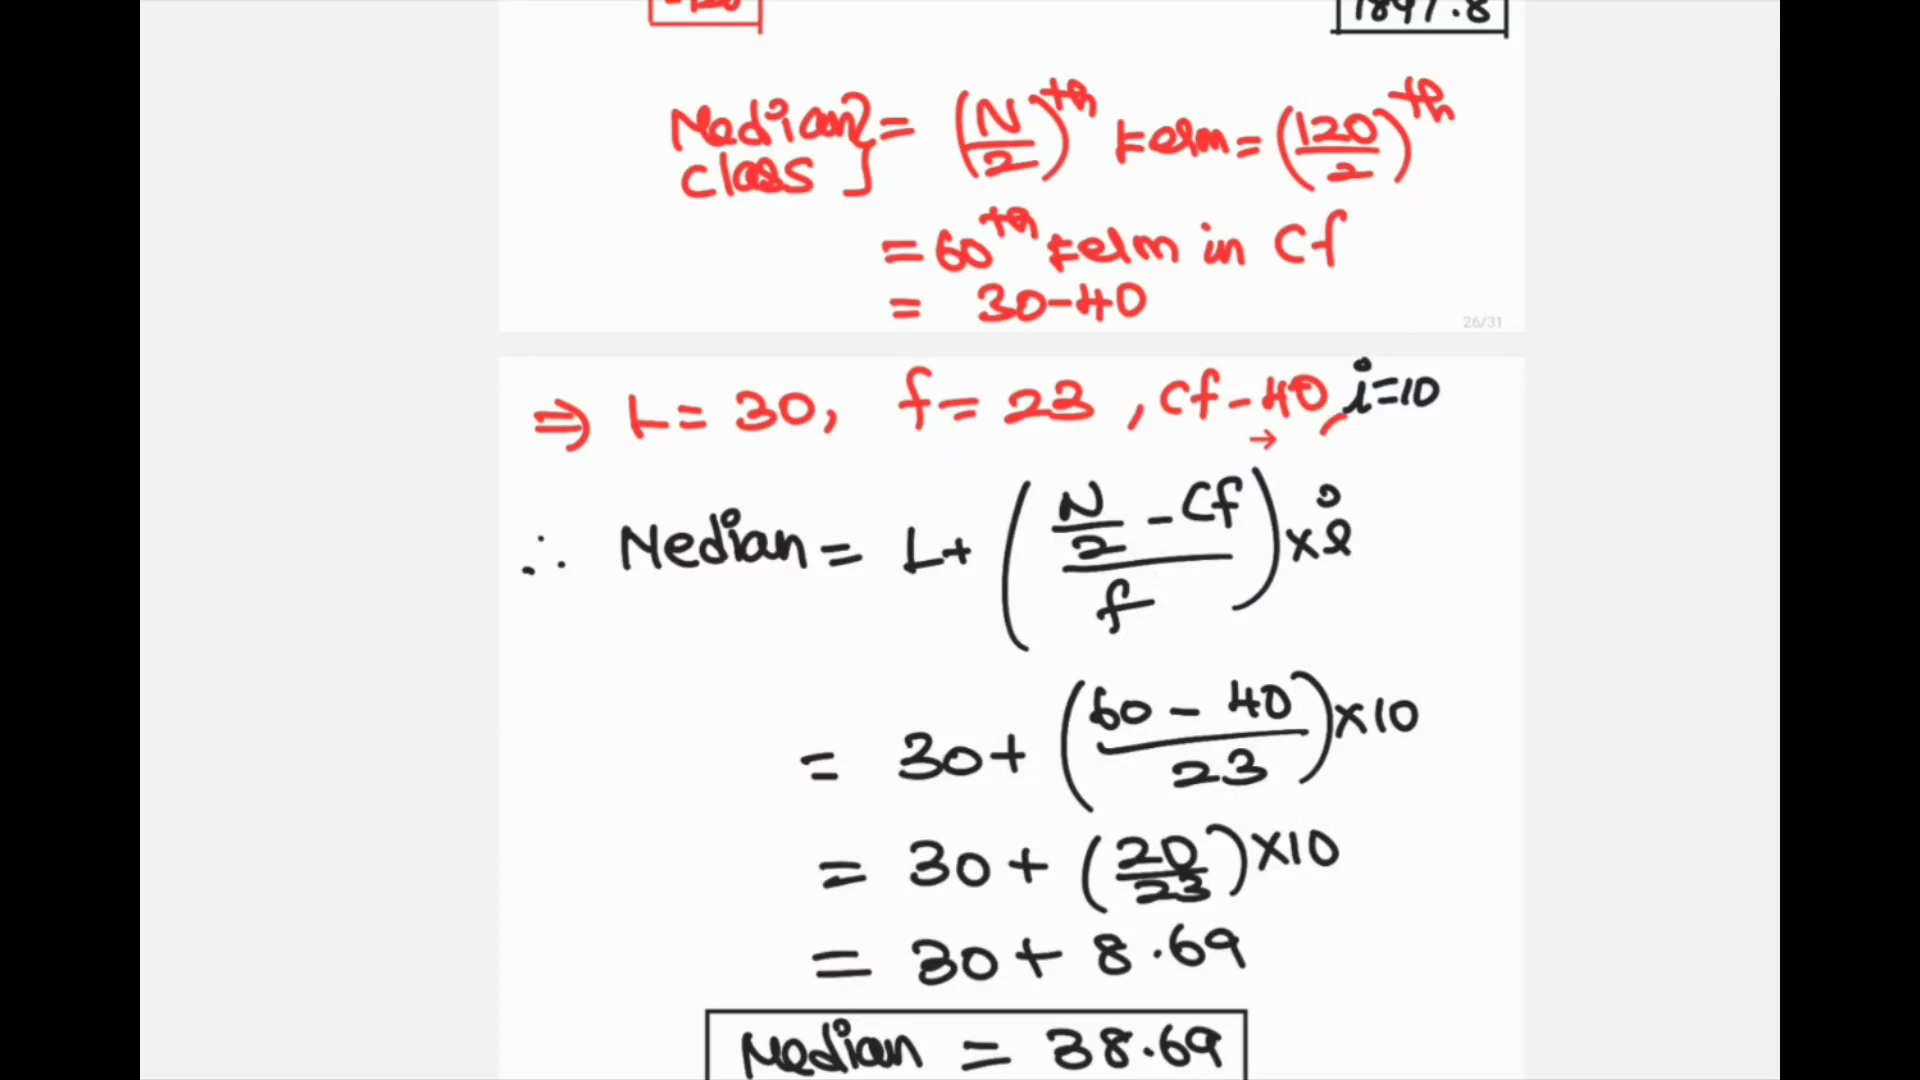 1847.8
Median } = (N/2)^th term = (120/2)^th
class
= 60^th term in Cf
= 30-40
26/31
⇒ L = 30, f = 23, Cf - 40, i=10
→
∴ Median = L + ((N/2 - Cf)/f) × i
= 30 + ((60 - 40)/23) × 10
= 30 + (20/23) × 10
= 30 + 8.69
Median = 38.69